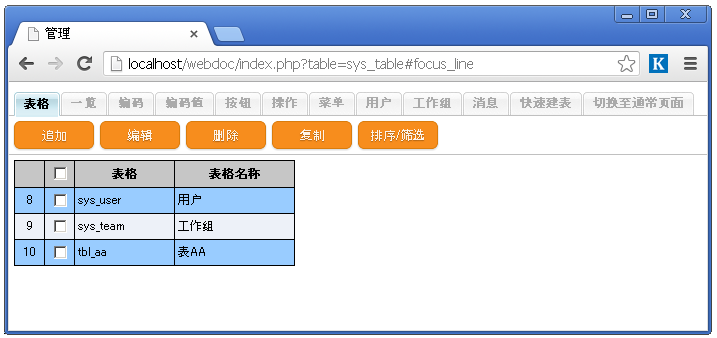 管理
localhost/webdoc/index.php?table=sys_table#focus_line
K
表格 一览 编码 编码值 按钮 操作 菜单 用户 工作组 消息 快速建表 切换至通常页面
追加 编辑 删除 复制 排序/筛选
表格 表格名称
8 sys_user 用户
9 sys_team 工作组
10 tbl_aa 表AA